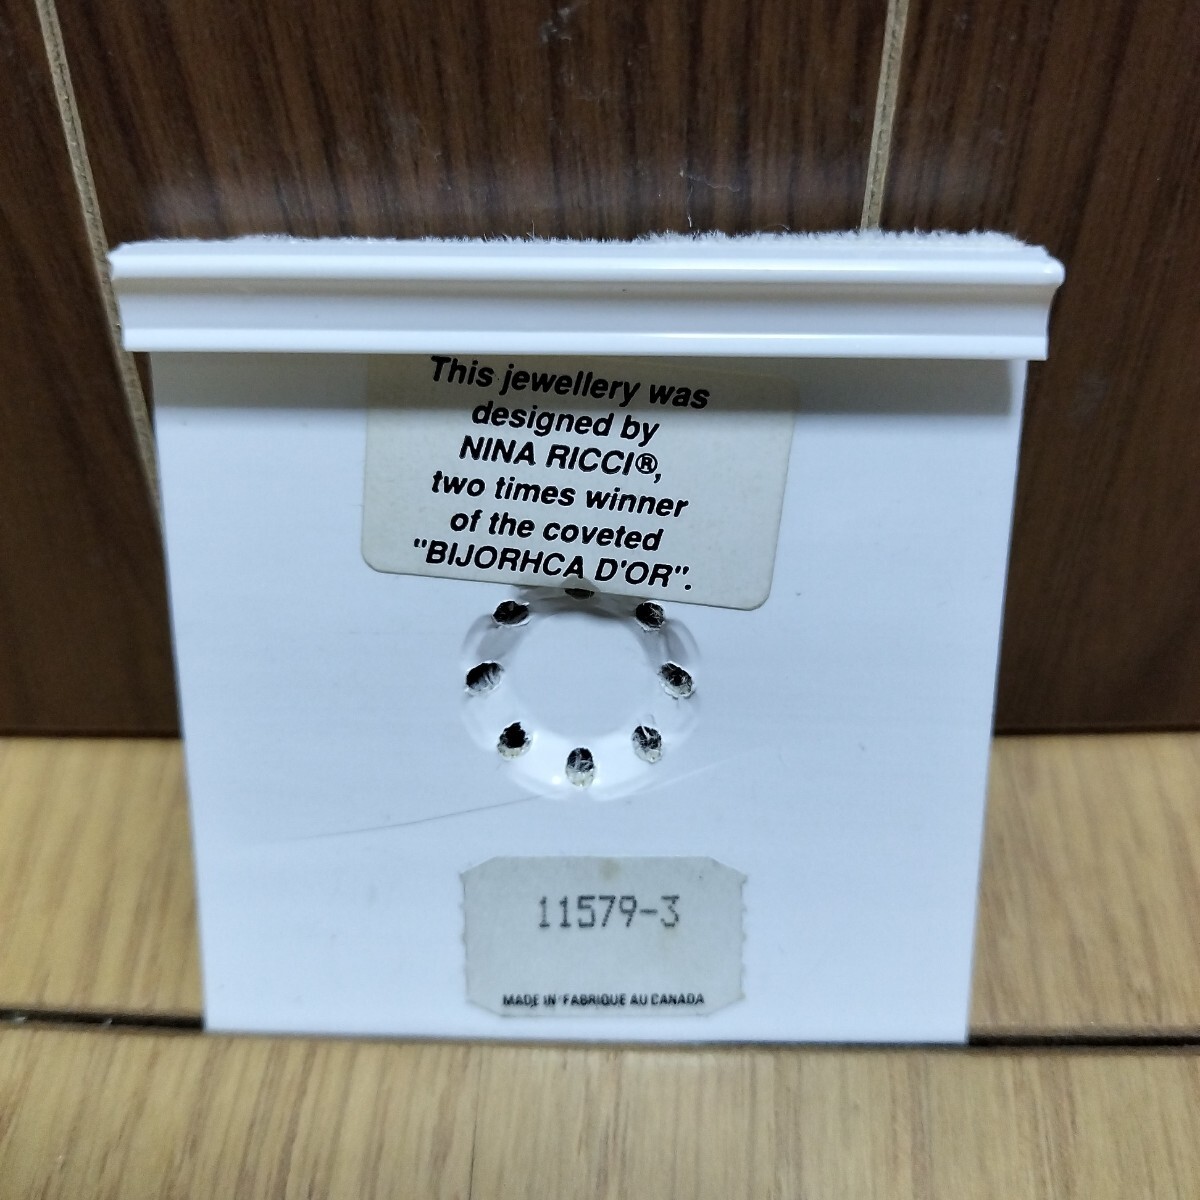 This jewellery was
designed by
NINA RICCI®,
two times winner
of the coveted
"BIJORHCA D'OR".
11579-3
MADE IN/FABRIQUE AU CANADA